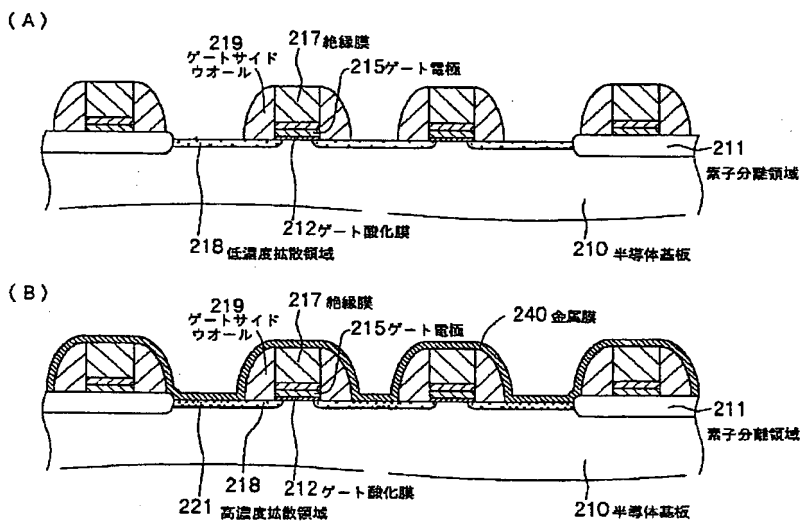 (A)
219
ゲートサイド
ウオール
217絶縁膜
215ゲート電極
211
素子分離領域
212ゲート酸化膜
218低濃度拡散領域
210半導体基板
(B)
219
ゲートサイド
ウオール
217絶縁膜
215ゲート電極
240金属膜
211
素子分離領域
218
212ゲート酸化膜
221高濃度拡散領域
210半導体基板